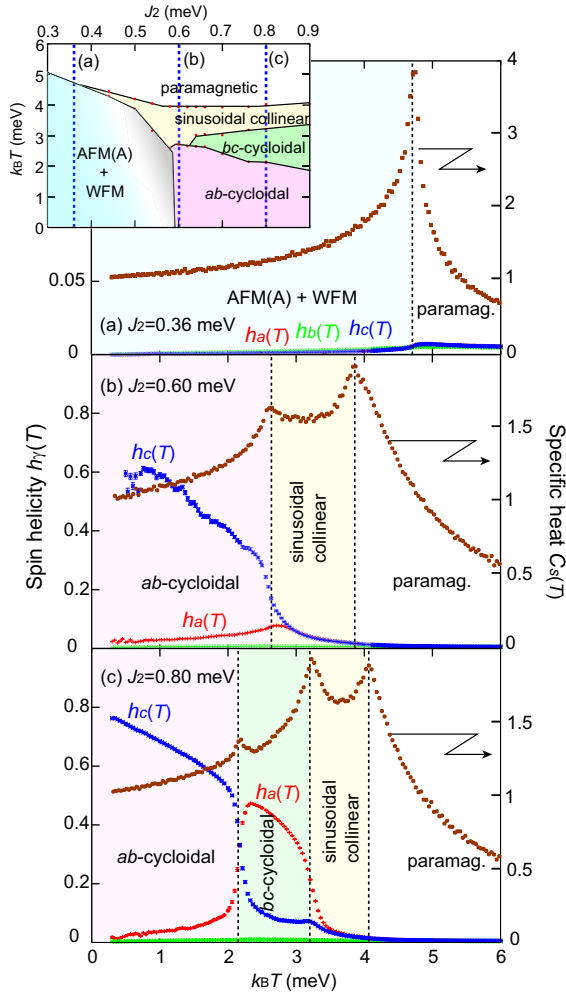 J2 (meV)
0.3 0.4 0.5 0.6 0.7 0.8 0.9
6
5
4
3
2
1
0
kBT (meV)
(a) (b) (c)
paramagnetic
sinusoidal collinear
bc-cycloidal
AFM(A)
+
WFM
ab-cycloidal
4
3
2
1
0
0.05
0
AFM(A) + WFM
paramag.
(a) J2=0.36 meV
ha(T) hb(T) hc(T)
(b) J2=0.60 meV
0.8
0.6
0.4
0.2
0
hc(T)
ha(T)
ab-cycloidal
sinusoidal
collinear
paramag.
1.5
1
0.5
0
Spin helicity hγ(T)
Specific heat Cs(T)
(c) J2=0.80 meV
0.8
0.6
0.4
0.2
0
hc(T)
ha(T)
ab-cycloidal
bc-cycloidal
sinusoidal
collinear
paramag.
1.5
1
0.5
0
0 1 2 3 4 5 6
kBT (meV)